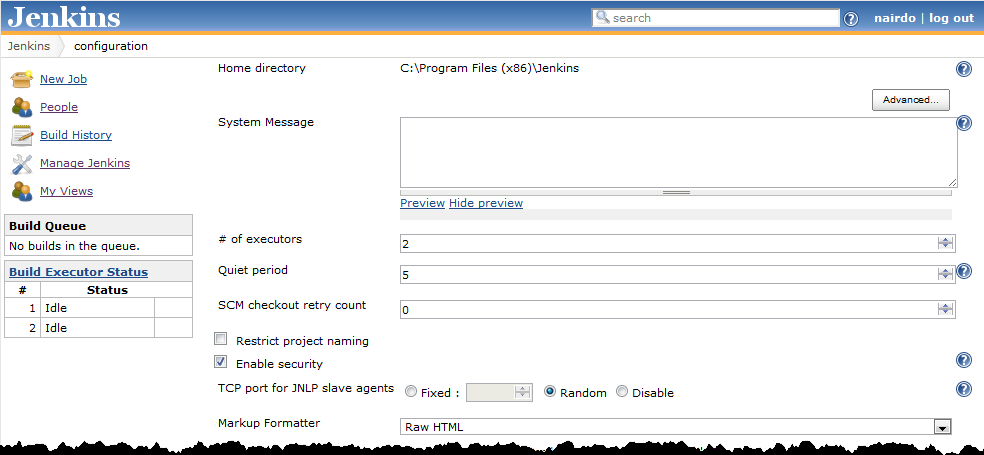 Jenkins
search
nairdo | log out
Jenkins configuration
New Job
People
Build History
Manage Jenkins
My Views
Build Queue
No builds in the queue.
Build Executor Status
# Status
1 Idle
2 Idle
Home directory C:\Program Files (x86)\Jenkins
Advanced...
System Message
Preview Hide preview
# of executors 2
Quiet period 5
SCM checkout retry count 0
Restrict project naming
Enable security
TCP port for JNLP slave agents Fixed : Random Disable
Markup Formatter Raw HTML